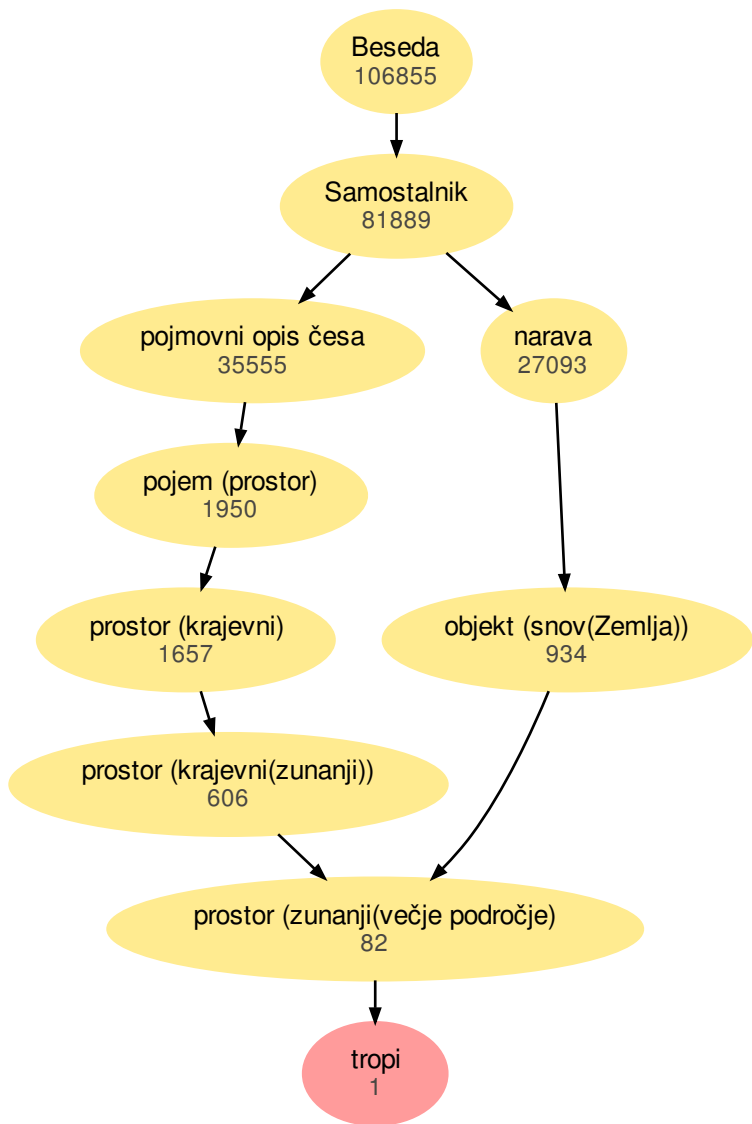 Beseda
106855
Samostalnik
81889
pojmovni opis česa
35555
narava
27093
pojem (prostor)
1950
prostor (krajevni)
1657
objekt (snov(Zemlja))
934
prostor (krajevni(zunanji))
606
prostor (zunanji(večje področje)
82
tropi
1